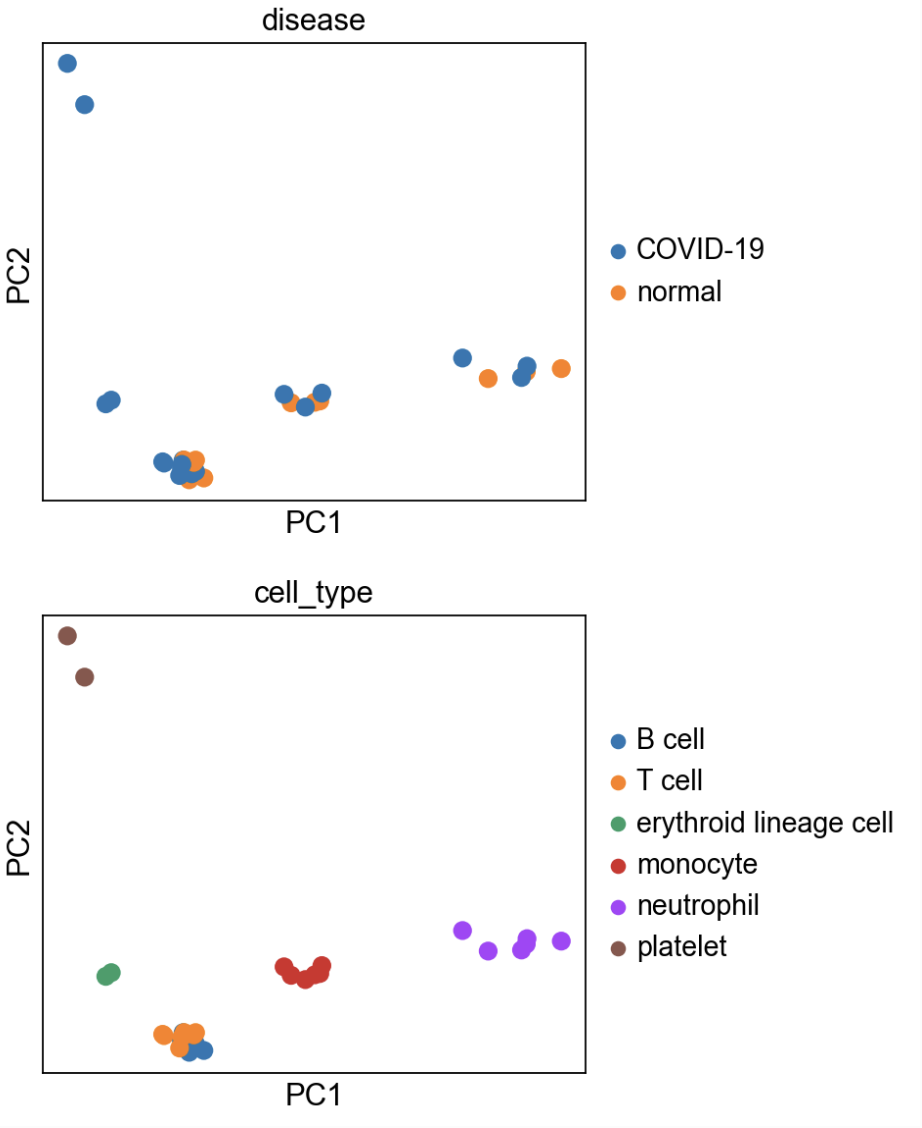 disease
PC2
COVID-19
normal
PC1
cell_type
PC2
B cell
T cell
erythroid lineage cell
monocyte
neutrophil
platelet
PC1